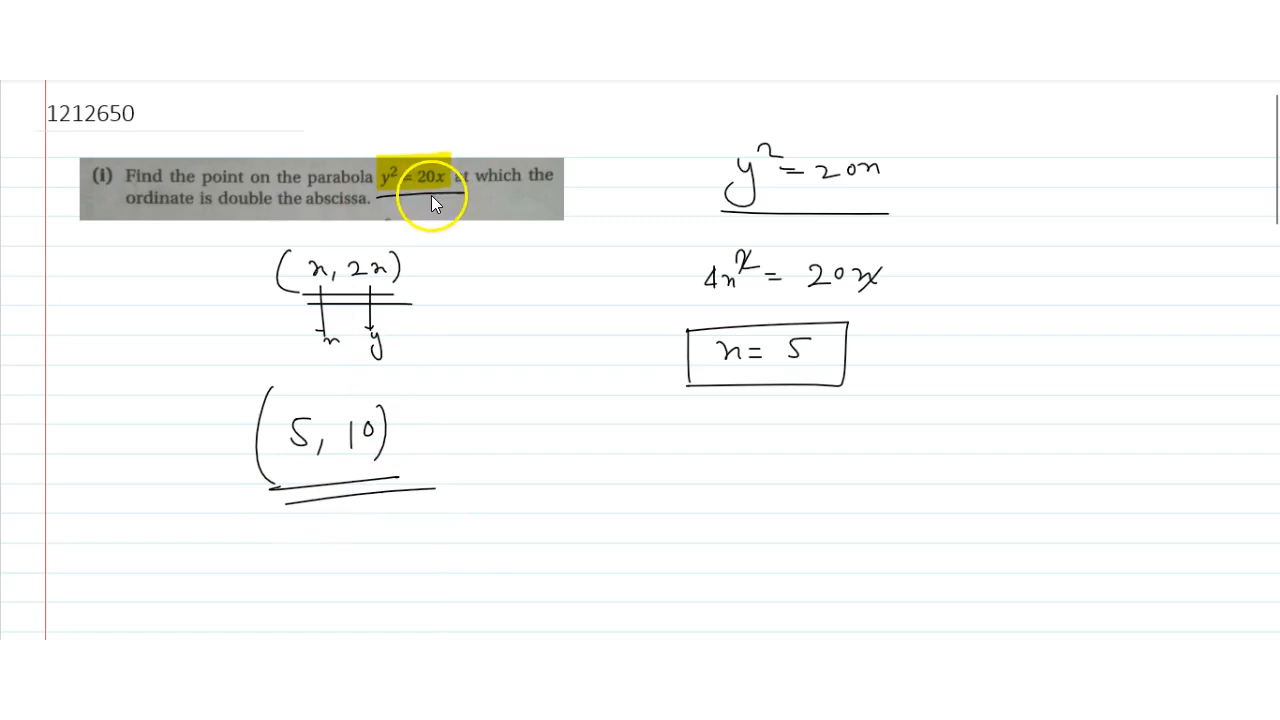 1212650
(i) Find the point on the parabola y² = 20x at which the
ordinate is double the abscissa.
y² = 20x
(x, 2x)
x y
4x² = 20x
x = 5
(5, 10)